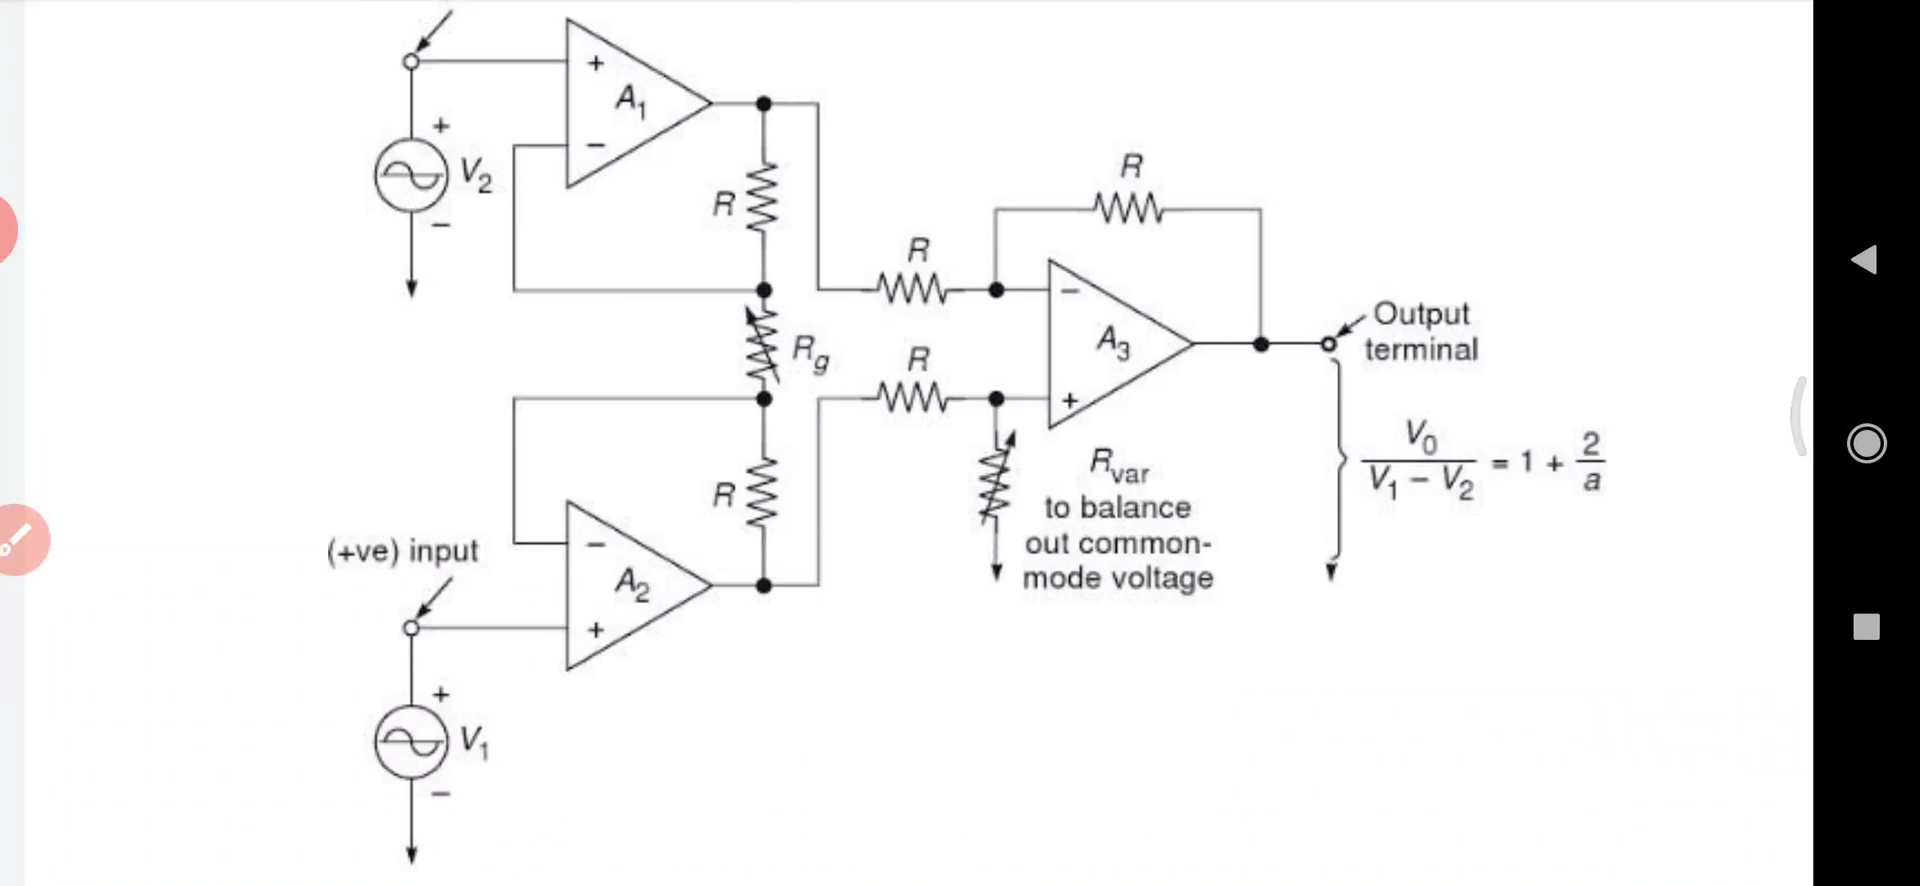 +
A1
−
+
V2
−
R
R
R
−
A3
+
Output
terminal
Rg
R
Rvar
to balance
out common-
mode voltage
V0
V1 − V2
= 1 +
2
a
R
(+ve) input
−
A2
+
+
V1
−